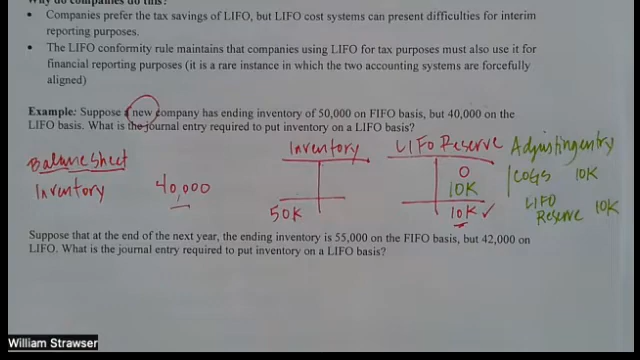 Companies prefer the tax savings of LIFO, but LIFO cost systems can present difficulties for interim
reporting purposes.
The LIFO conformity rule maintains that companies using LIFO for tax purposes must also use it for
financial reporting purposes (it is a rare instance in which the two accounting systems are forcefully
aligned)
Example: Suppose a new company has ending inventory of 50,000 on FIFO basis, but 40,000 on the
LIFO basis. What is the journal entry required to put inventory on a LIFO basis?
Balance Sheet
Inventory 40,000
Inventory
50K
LIFO Reserve
0
10K
10K ✓
Adjusting entry
COGS 10K
LIFO
Reserve 10K
Suppose that at the end of the next year, the ending inventory is 55,000 on the FIFO basis, but 42,000 on
LIFO. What is the journal entry required to put inventory on a LIFO basis?
William Strawser